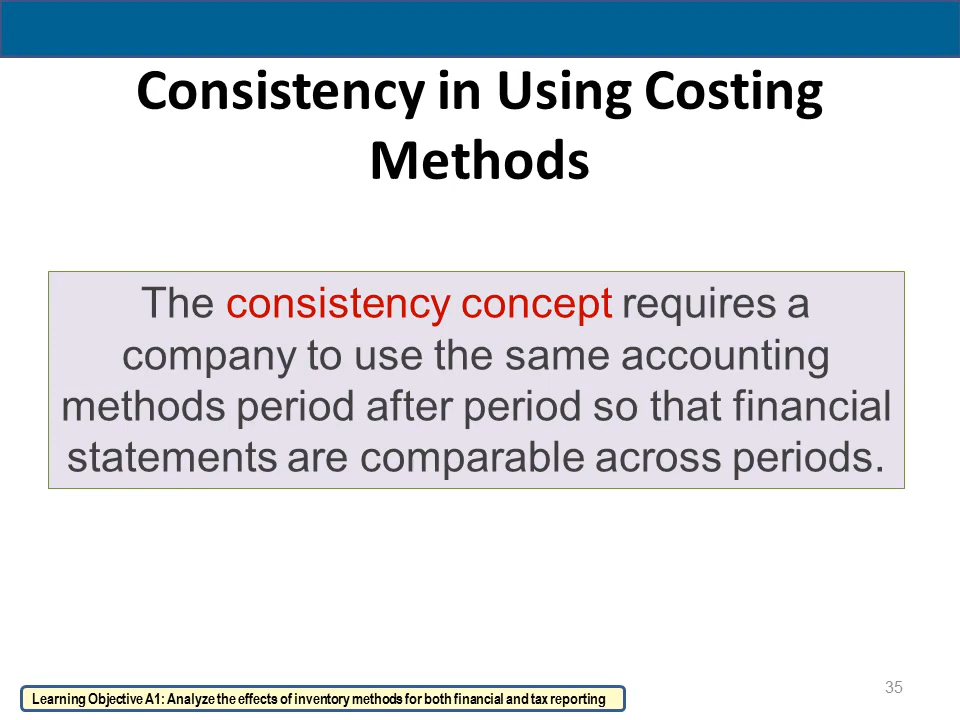 Consistency in Using Costing
Methods
The consistency concept requires a
company to use the same accounting
methods period after period so that financial
statements are comparable across periods.
35
Learning Objective A1: Analyze the effects of inventory methods for both financial and tax reporting